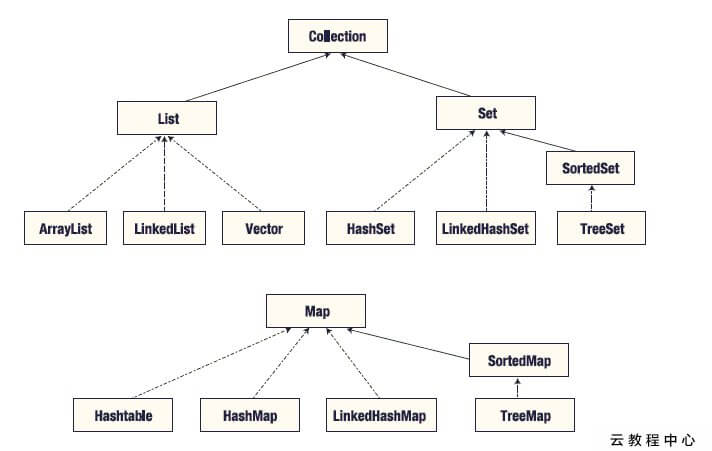 Collection
List
Set
SortedSet
ArrayList
LinkedList
Vector
HashSet
LinkedHashSet
TreeSet
Map
SortedMap
Hashtable
HashMap
LinkedHashMap
TreeMap
云教程中心